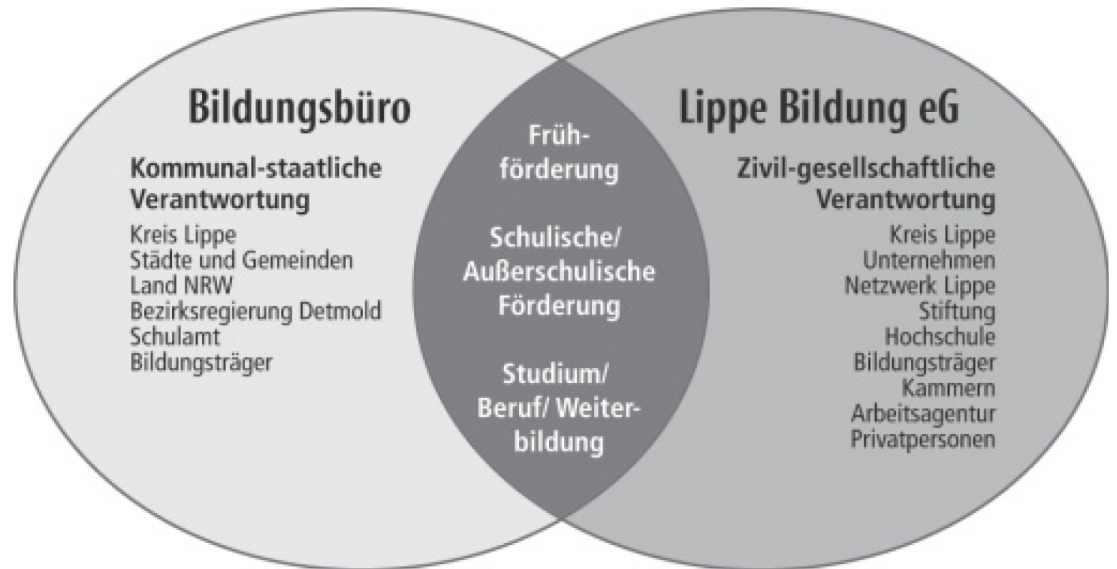 Bildungsbüro
Kommunal-staatliche
Verantwortung
Kreis Lippe
Städte und Gemeinden
Land NRW
Bezirksregierung Detmold
Schulamt
Bildungsträger
Früh-
förderung
Schulische/
Außerschulische
Förderung
Studium/
Beruf/ Weiter-
bildung
Lippe Bildung eG
Zivil-gesellschaftliche
Verantwortung
Kreis Lippe
Unternehmen
Netzwerk Lippe
Stiftung
Hochschule
Bildungsträger
Kammern
Arbeitsagentur
Privatpersonen